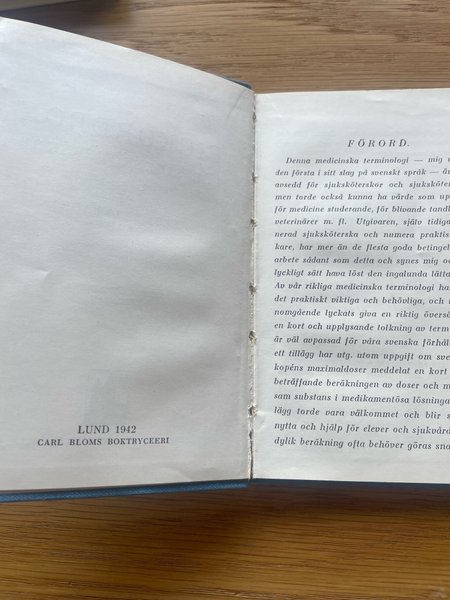 LUND 1942
CARL BLOMS BOKTRYCEERI
FÖRORD.
Denna medicinska terminologi — mig
den första i sitt slag på svenskt språk —
avsedd för sjuksköterskor och sjuksköter
men torde också kunna ha värde som up
för medicine studerande, för blivande tandl
veterinärer m. fl. Utgivaren, själv tidiga
nerad sjuksköterska och numera praktis
kare, har mer än de flesta goda betingel
arbete sådant som detta och synes mig o
lyckligt sätt hava löst den ingalunda lätta
Av vår rikliga medicinska terminologi ha
det praktiskt viktiga och behövliga, och
nomgående lyckats giva en riktig översä
en kort och upplysande tolkning av term
är väl avpassad för våra svenska förhål
ett tillägg har utg. utom uppgift om sve
kopéns maximaldoser meddelat en kort
beträffande beräkningen av doser och m
sam substans i medikamentösa lösninga
lägg torde vara välkommet och blir s
nytta och hjälp för elever och sjukvård
dylik beräkning ofta behöver göras sna